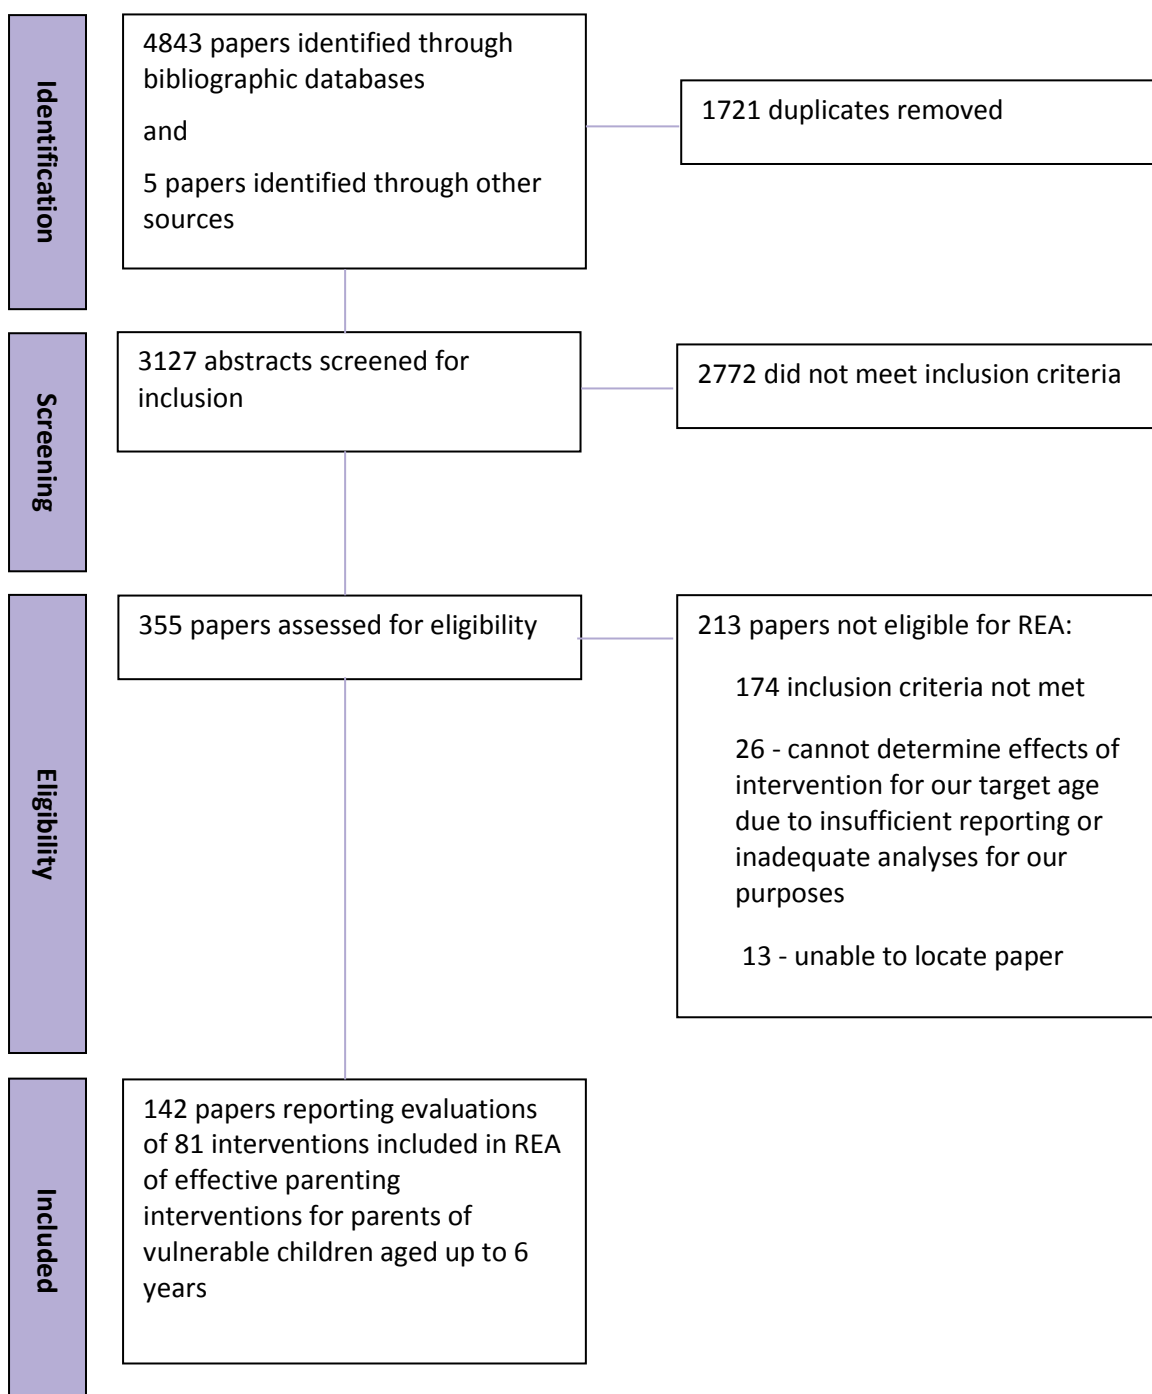 Identification
4843 papers identified through
bibliographic databases
and
5 papers identified through other
sources
1721 duplicates removed
Screening
3127 abstracts screened for
inclusion
2772 did not meet inclusion criteria
Eligibility
355 papers assessed for eligibility
213 papers not eligible for REA:
174 inclusion criteria not met
26 - cannot determine effects of
intervention for our target age
due to insufficient reporting or
inadequate analyses for our
purposes
13 - unable to locate paper
Included
142 papers reporting evaluations
of 81 interventions included in REA
of effective parenting
interventions for parents of
vulnerable children aged up to 6
years